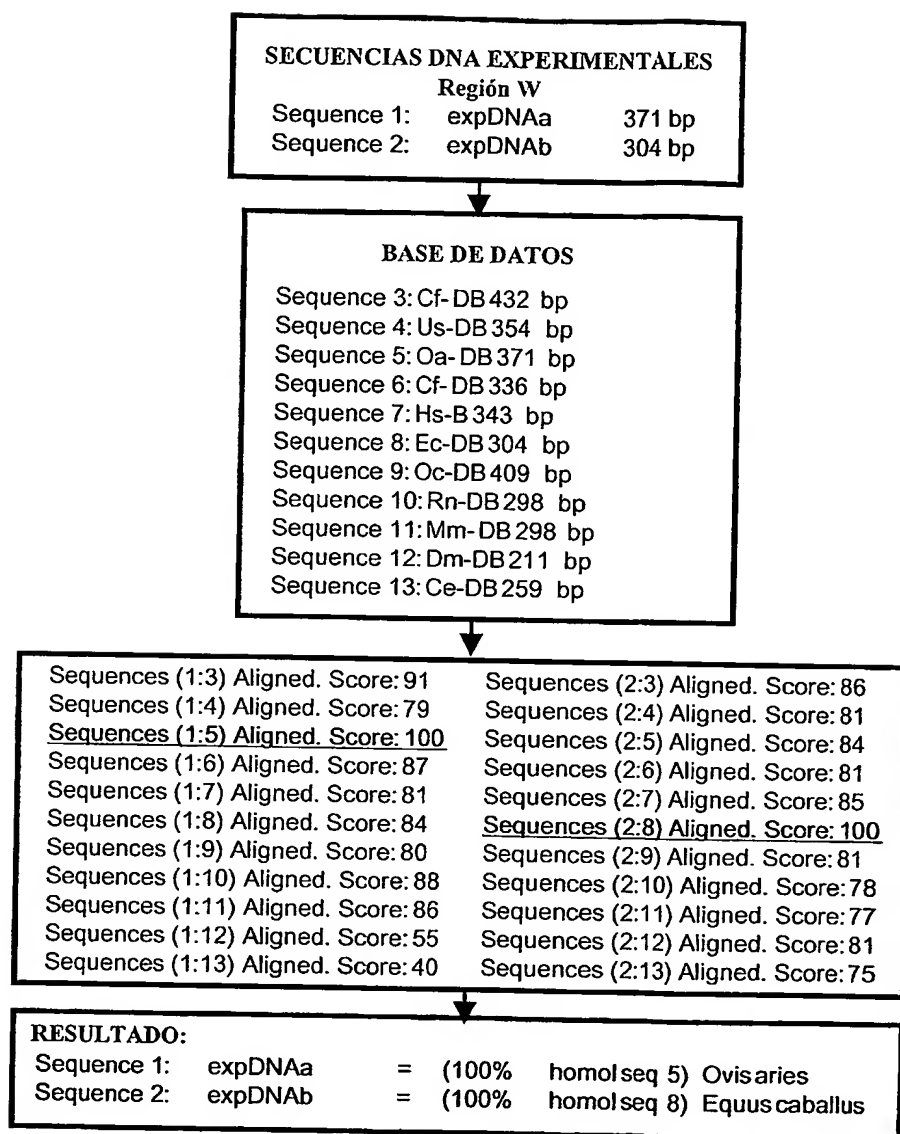 SECUENCIAS DNA EXPERIMENTALES
Región W
Sequence 1: expDNAa 371 bp
Sequence 2: expDNAb 304 bp
BASE DE DATOS
Sequence 3: Cf-DB 432 bp
Sequence 4: Us-DB 354 bp
Sequence 5: Oa-DB 371 bp
Sequence 6: Cf-DB 336 bp
Sequence 7: Hs-B 343 bp
Sequence 8: Ec-DB 304 bp
Sequence 9: Oc-DB 409 bp
Sequence 10: Rn-DB 298 bp
Sequence 11: Mm-DB 298 bp
Sequence 12: Dm-DB 211 bp
Sequence 13: Ce-DB 259 bp
Sequences (1:3) Aligned. Score: 91
Sequences (1:4) Aligned. Score: 79
Sequences (1:5) Aligned. Score: 100
Sequences (1:6) Aligned. Score: 87
Sequences (1:7) Aligned. Score: 81
Sequences (1:8) Aligned. Score: 84
Sequences (1:9) Aligned. Score: 80
Sequences (1:10) Aligned. Score: 88
Sequences (1:11) Aligned. Score: 86
Sequences (1:12) Aligned. Score: 55
Sequences (1:13) Aligned. Score: 40
Sequences (2:3) Aligned. Score: 86
Sequences (2:4) Aligned. Score: 81
Sequences (2:5) Aligned. Score: 84
Sequences (2:6) Aligned. Score: 81
Sequences (2:7) Aligned. Score: 85
Sequences (2:8) Aligned. Score: 100
Sequences (2:9) Aligned. Score: 81
Sequences (2:10) Aligned. Score: 78
Sequences (2:11) Aligned. Score: 77
Sequences (2:12) Aligned. Score: 81
Sequences (2:13) Aligned. Score: 75
RESULTADO:
Sequence 1: expDNAa = (100% homol seq 5) Ovis aries
Sequence 2: expDNAb = (100% homol seq 8) Equus caballus